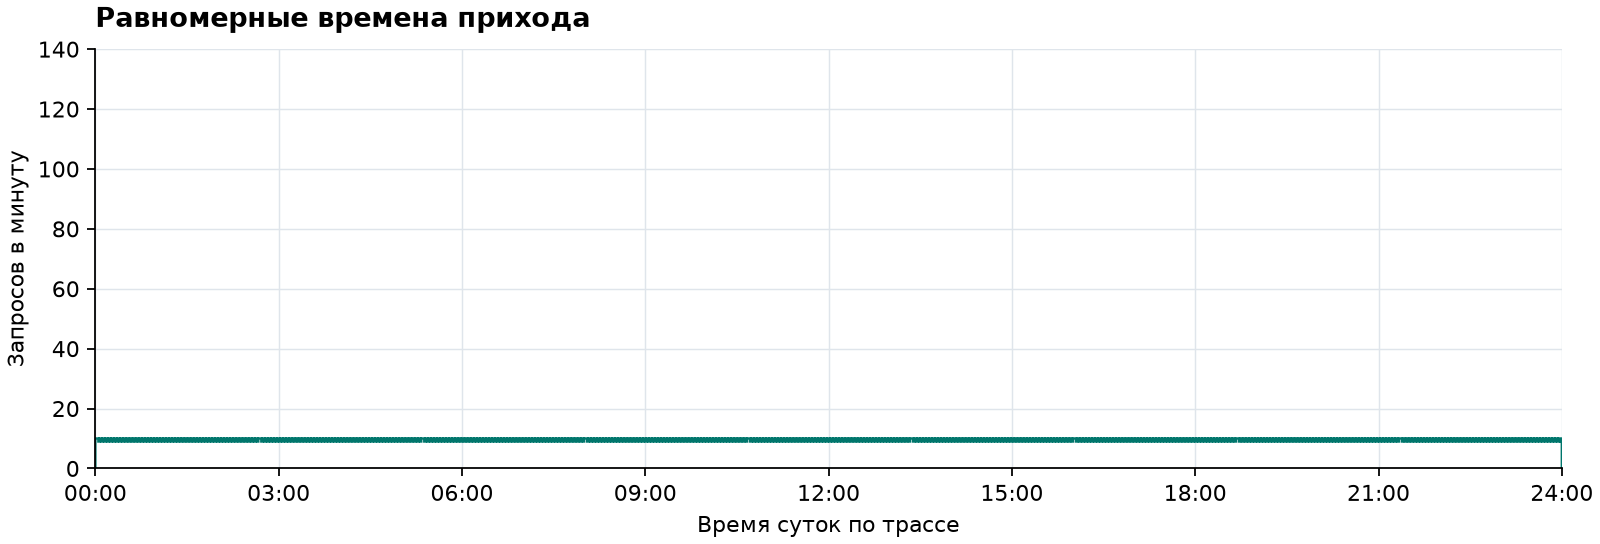 Равномерные времена прихода
140
120
100
80
60
40
20
0
Запросов в минуту
00:00 03:00 06:00 09:00 12:00 15:00 18:00 21:00 24:00
Время суток по трассе